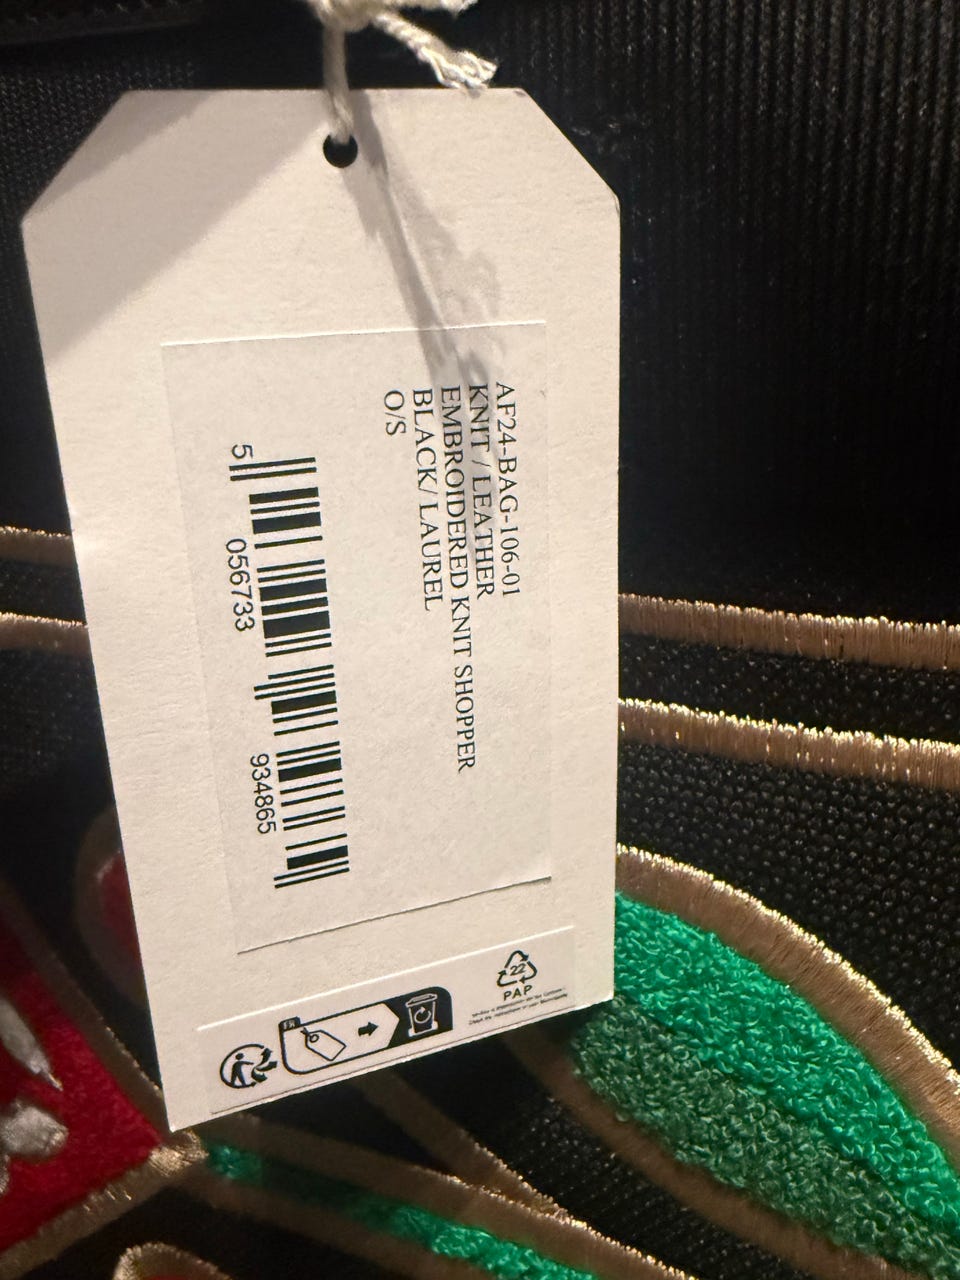 AF24-BAG-106-01
KNIT / LEATHER
EMBROIDERED KNIT SHOPPER
BLACK/ LAUREL
O/S
5 056733 934865
22
PAP
FR